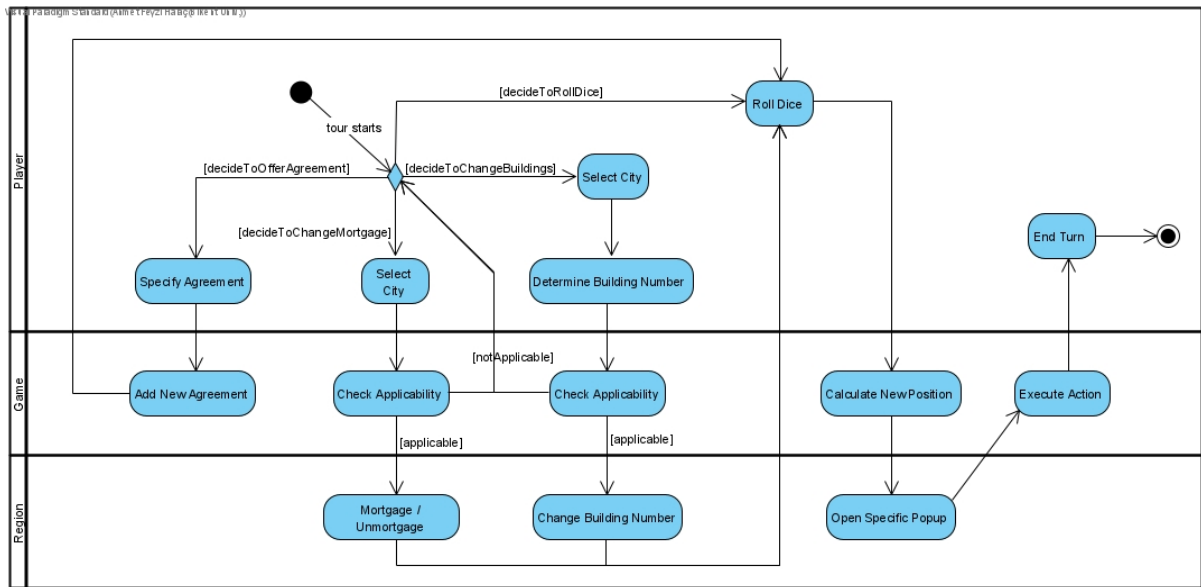 Paradigm Standard
[decideToRollDice]
Roll Dice
tour starts
[decideToOfferAgreement]
[decideToChangeBuildings]
Select City
Player
[decideToChangeMortgage]
End Turn
Specify Agreement
Select
City
Determine Building Number
[notApplicable]
Game
Add New Agreement
Check Applicability
Check Applicability
Calculate New Position
Execute Action
[applicable]
[applicable]
Region
Mortgage /
Unmortgage
Change Building Number
Open Specific Popup